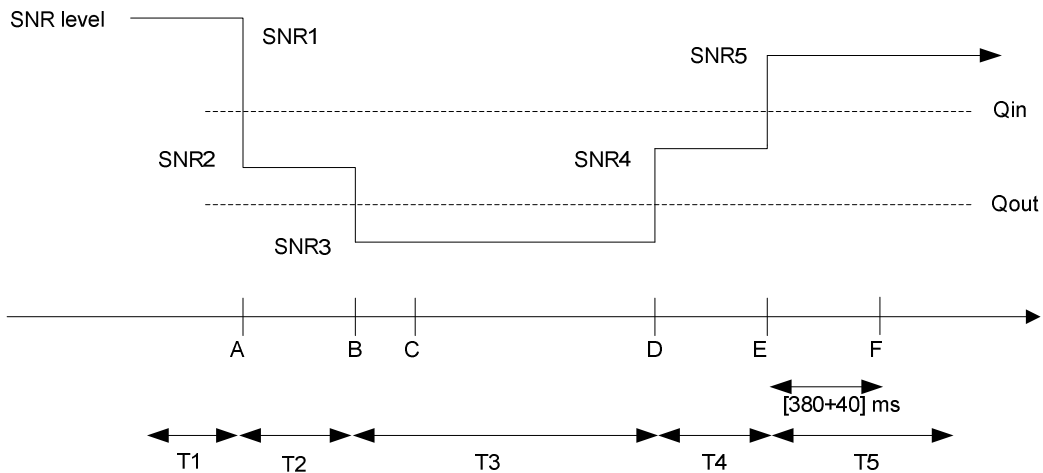 SNR level
SNR1
SNR5
Qin
SNR2
SNR4
Qout
SNR3
A
B
C
D
E
F
[380+40] ms
T1
T2
T3
T4
T5